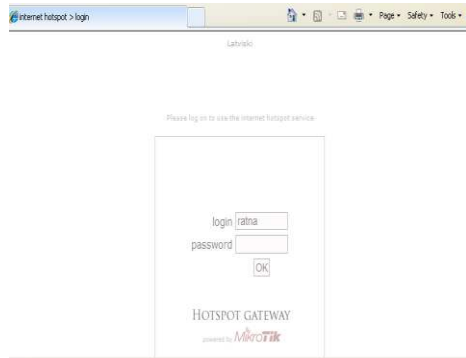 internet hotspot > login
Page Safety Tools
Latviski
Please log on to use the internet hotspot service
login ratna
password
OK
HOTSPOT GATEWAY
powered by MikroTik